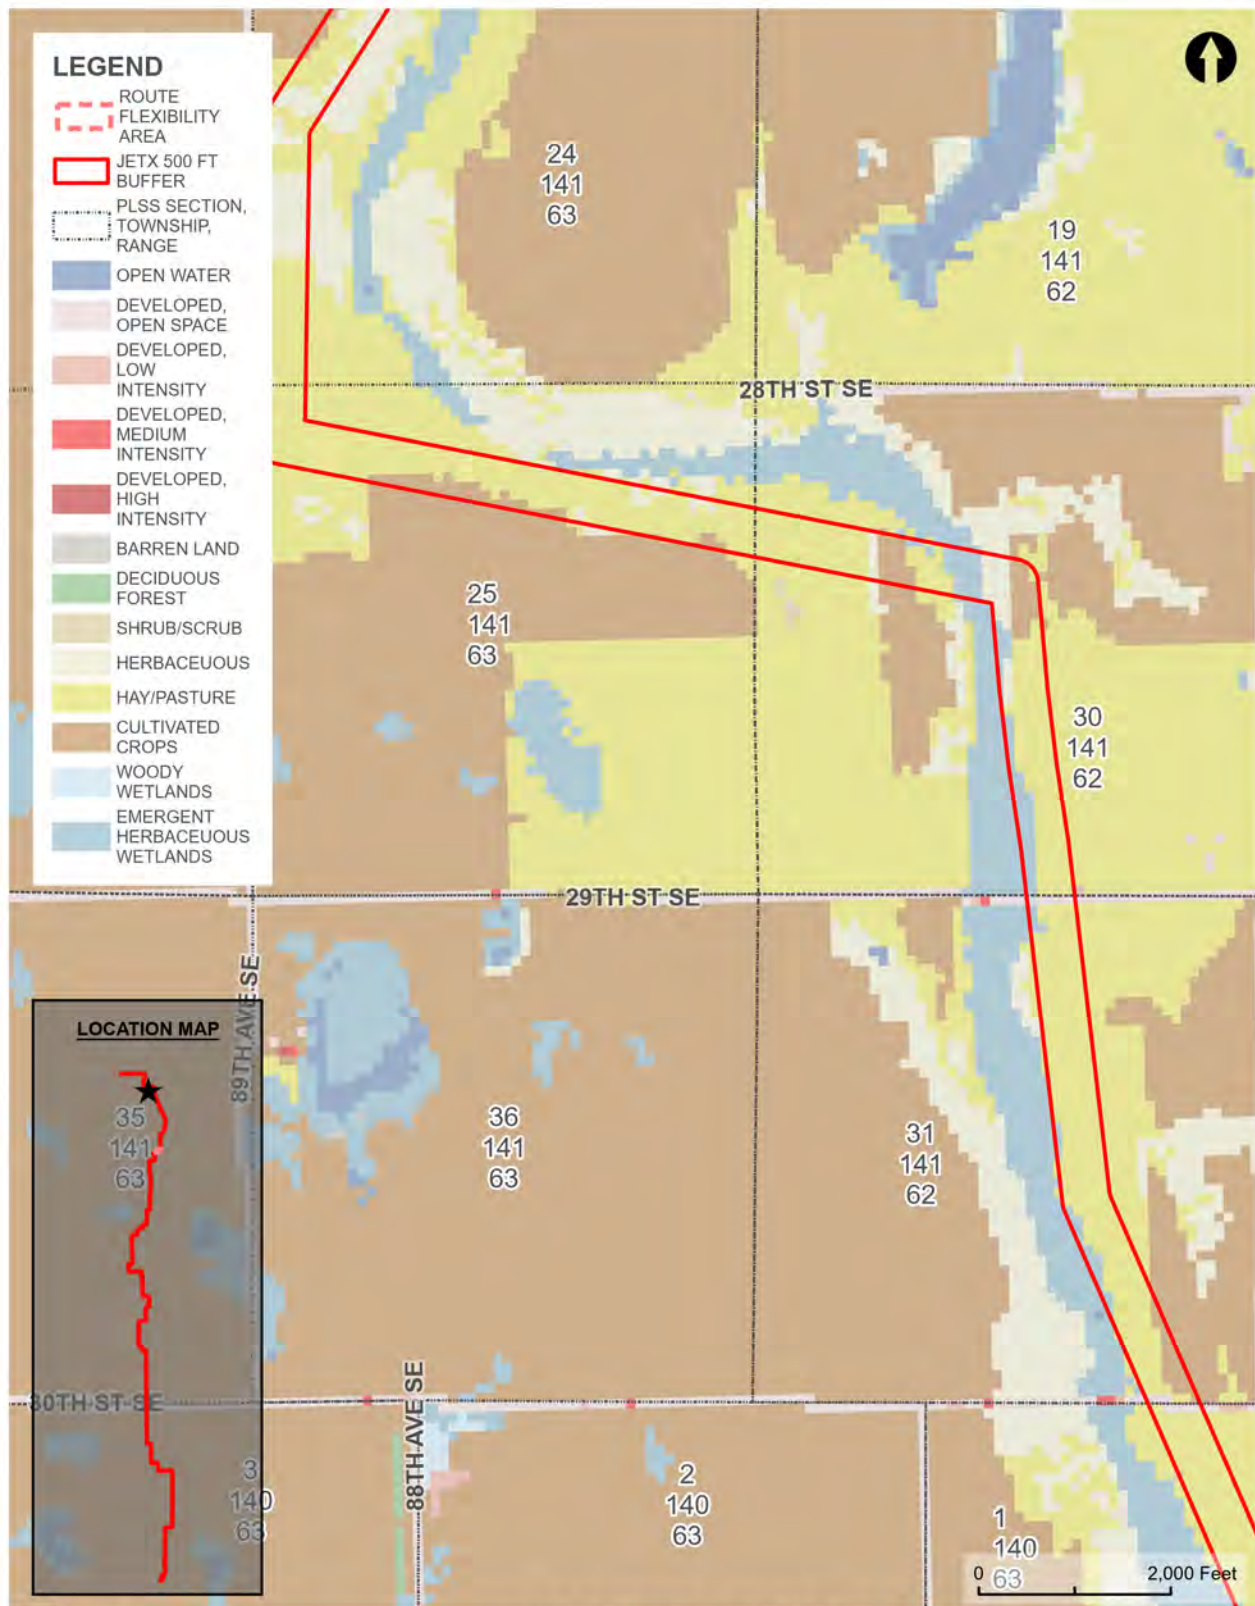 LEGEND
ROUTE
FLEXIBILITY
AREA
JETX 500 FT
BUFFER
PLSS SECTION,
TOWNSHIP,
RANGE
OPEN WATER
DEVELOPED,
OPEN SPACE
DEVELOPED,
LOW
INTENSITY
DEVELOPED,
MEDIUM
INTENSITY
DEVELOPED,
HIGH
INTENSITY
BARREN LAND
DECIDUOUS
FOREST
SHRUB/SCRUB
HERBACEUOUS
HAY/PASTURE
CULTIVATED
CROPS
WOODY
WETLANDS
EMERGENT
HERBACEUOUS
WETLANDS
24
141
63
19
141
62
28TH ST SE
25
141
63
30
141
62
29TH ST SE
89TH AVE SE
LOCATION MAP
35
141
63
36
141
63
31
141
62
30TH ST SE
88TH AVE SE
3
140
63
2
140
63
1
140
63
0 2,000 Feet